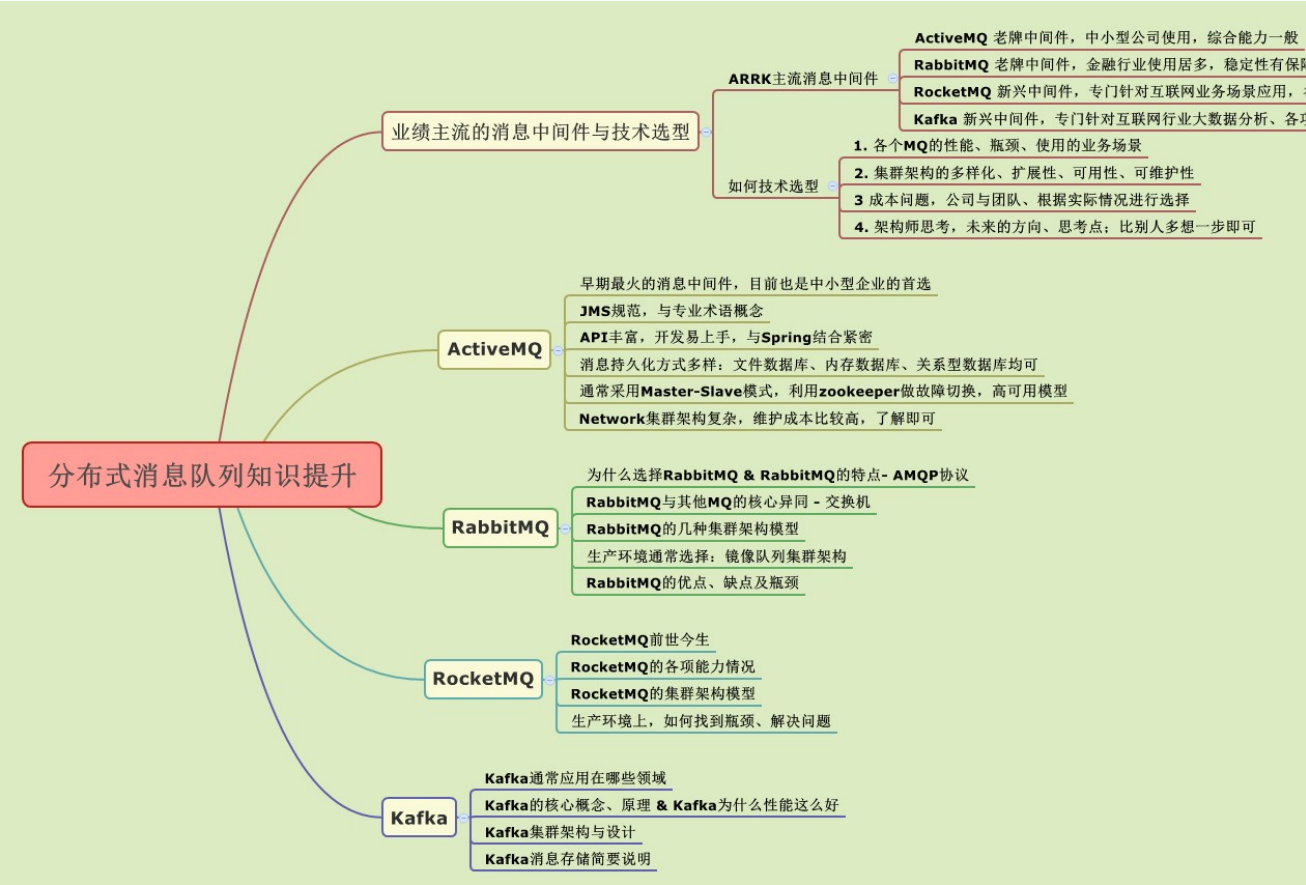 分布式消息队列知识提升
业绩主流的消息中间件与技术选型
ARRK主流消息中间件
ActiveMQ 老牌中间件，中小型公司使用，综合能力一般
RabbitMQ 老牌中间件，金融行业使用居多，稳定性有保
RocketMQ 新兴中间件，专门针对互联网业务场景应用，
Kafka 新兴中间件，专门针对互联网行业大数据分析、各
如何技术选型
1. 各个MQ的性能、瓶颈、使用的业务场景
2. 集群架构的多样化、扩展性、可用性、可维护性
3 成本问题，公司与团队、根据实际情况进行选择
4. 架构师思考，未来的方向、思考点；比别人多想一步即可
ActiveMQ
早期最火的消息中间件，目前也是中小型企业的首选
JMS规范，与专业术语概念
API丰富，开发易上手，与Spring结合紧密
消息持久化方式多样：文件数据库、内存数据库、关系型数据库均可
通常采用Master-Slave模式，利用zookeeper做故障切换，高可用模型
Network集群架构复杂，维护成本比较高，了解即可
RabbitMQ
为什么选择RabbitMQ & RabbitMQ的特点- AMQP协议
RabbitMQ与其他MQ的核心异同 - 交换机
RabbitMQ的几种集群架构模型
生产环境通常选择：镜像队列集群架构
RabbitMQ的优点、缺点及瓶颈
RocketMQ
RocketMQ前世今生
RocketMQ的各项能力情况
RocketMQ的集群架构模型
生产环境上，如何找到瓶颈、解决问题
Kafka
Kafka通常应用在哪些领域
Kafka的核心概念、原理 & Kafka为什么性能这么好
Kafka集群架构与设计
Kafka消息存储简要说明